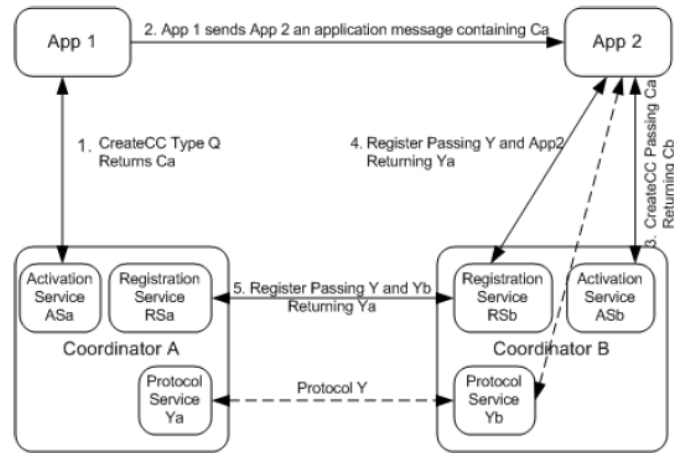 App 1
2. App 1 sends App 2 an application message containing Ca
App 2
1. CreateCC Type Q
Returns Ca
4. Register Passing Y and App2
Returning Ya
3. CreateCC Passing Ca
Returning Cb
Activation
Service
ASa
Registration
Service
RSa
5. Register Passing Y and Yb
Returning Ya
Registration
Service
RSb
Activation
Service
ASb
Coordinator A
Coordinator B
Protocol
Service
Ya
Protocol Y
Protocol
Service
Yb